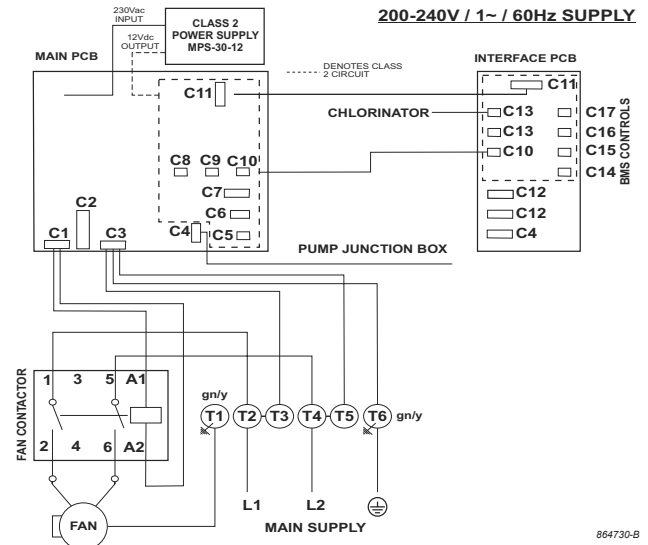 200-240V / 1~ / 60Hz SUPPLY
230Vac
INPUT
12Vdc
OUTPUT
CLASS 2
POWER SUPPLY
MPS-30-12
MAIN PCB
DENOTES CLASS
2 CIRCUIT
INTERFACE PCB
C11
C11
CHLORINATOR
C13
C17
C13
C16
C10
C15
C14
BMS CONTROLS
C8
C9
C10
C7
C6
C5
C4
C2
C1
C3
C12
C12
C4
PUMP JUNCTION BOX
FAN CONTACTOR
1
3
5
A1
2
4
6
A2
gn/y
T1
T2
T3
T4
T5
T6
gn/y
L1
L2
MAIN SUPPLY
FAN
864730-B